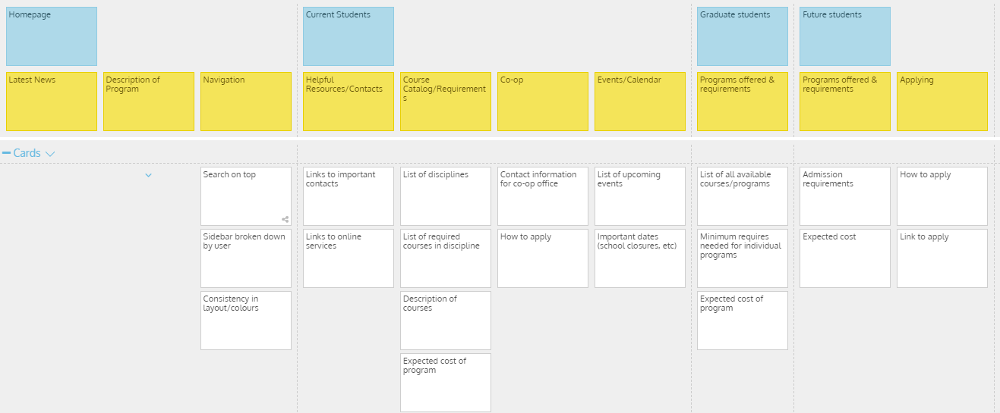 Homepage
Current Students
Graduate students
Future students
Latest News
Description of
Program
Navigation
Helpful
Resources/Contacts
Course
Catalog/Requirement
s
Co-op
Events/Calendar
Programs offered &
requirements
Programs offered &
requirements
Applying
Cards
Search on top
Links to important
contacts
List of disciplines
Contact information
for co-op office
List of upcoming
events
List of all available
courses/programs
Admission
requirements
How to apply
Sidebar broken down
by user
Links to online
services
List of required
courses in discipline
How to apply
Important dates
(school closures, etc)
Minimum requires
needed for individual
programs
Expected cost
Link to apply
Consistency in
layout/colours
Description of
courses
Expected cost of
program
Expected cost of
program